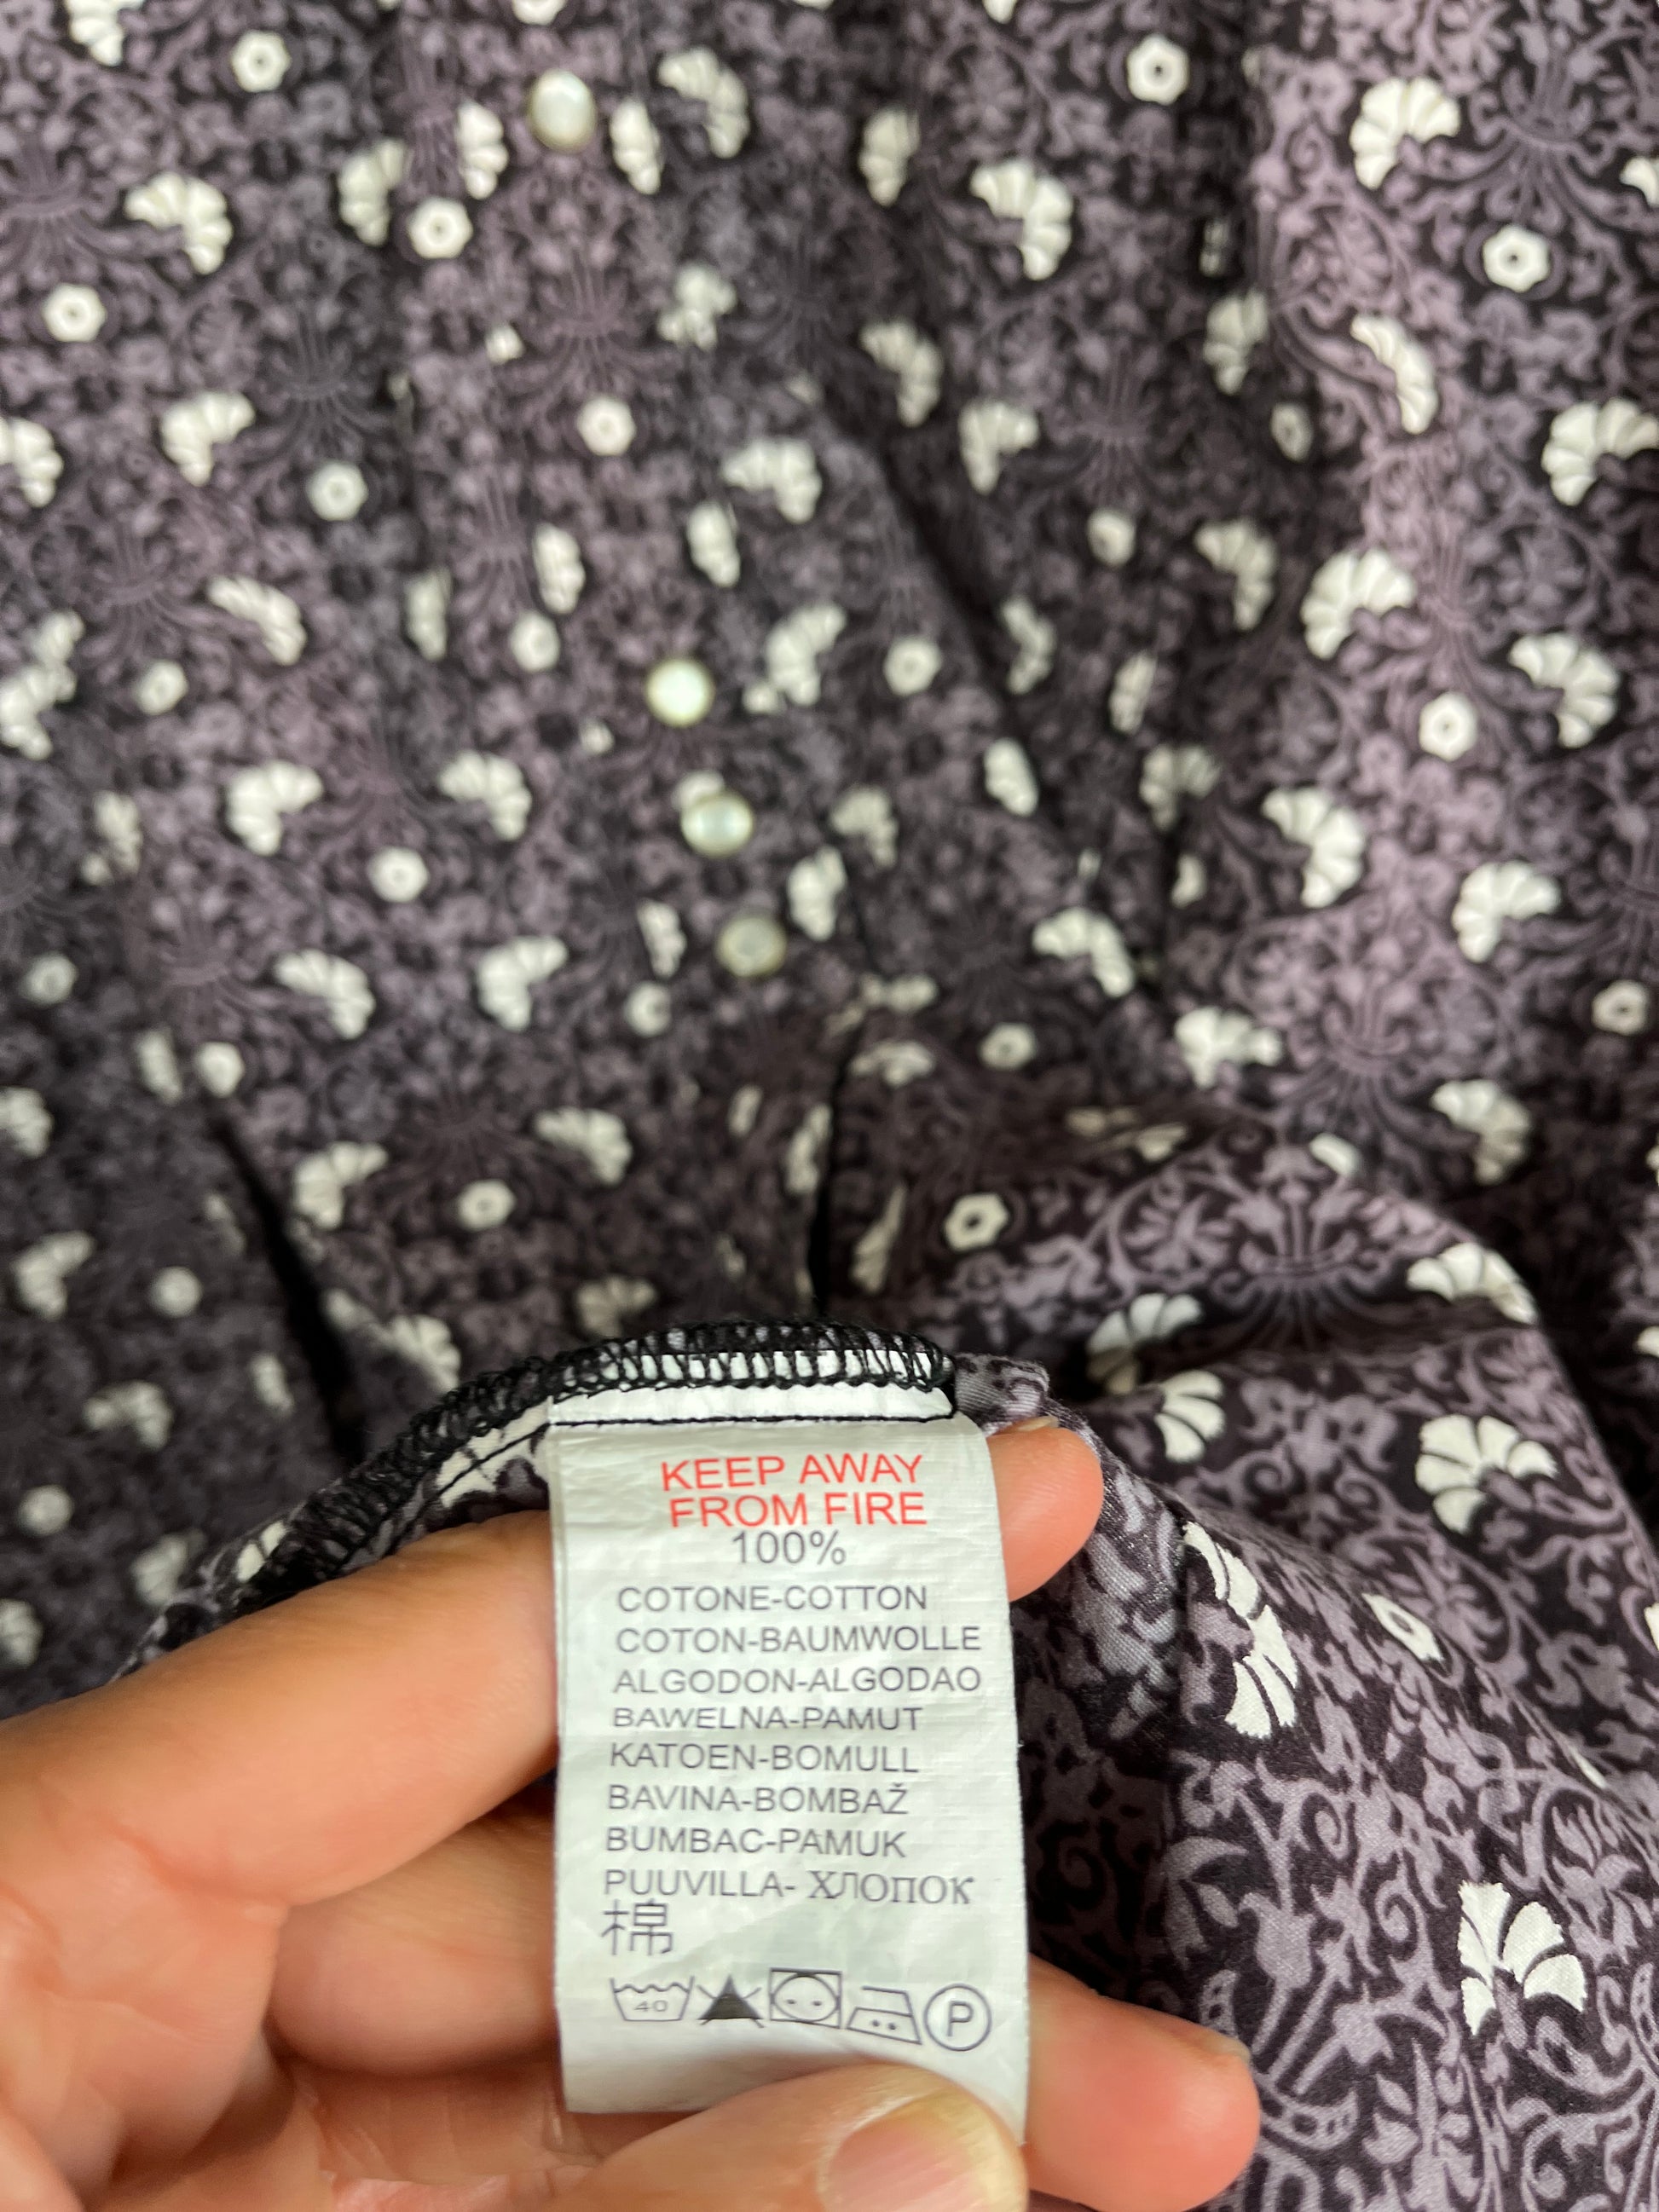 KEEP AWAY
FROM FIRE
100%
COTONE-COTTON
COTON-BAUMWOLLE
ALGODON-ALGODAO
BAWELNA-PAMUT
KATOEN-BOMULL
BAVINA-BOMBAŽ
BUMBAC-PAMUK
PUUVILLA- ХЛОПОК
棉
40 P